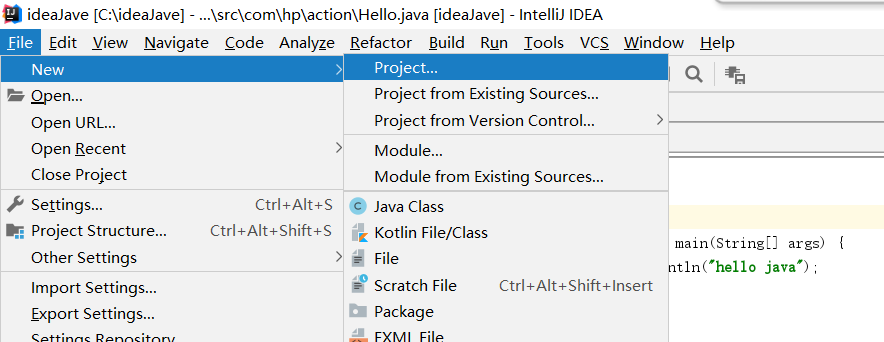 ideaJave [C:\ideaJave] - ...\src\com\hp\action\Hello.java [ideaJave] - IntelliJ IDEA
File Edit View Navigate Code Analyze Refactor Build Run Tools VCS Window Help
New
Open...
Open URL...
Open Recent
Close Project
Settings... Ctrl+Alt+S
Project Structure... Ctrl+Alt+Shift+S
Other Settings
Import Settings...
Export Settings...
Settings Repository
Project...
Project from Existing Sources...
Project from Version Control...
Module...
Module from Existing Sources...
Java Class
Kotlin File/Class
File
Scratch File Ctrl+Alt+Shift+Insert
Package
FXML File
main(String[] args) {
ntln("hello java");